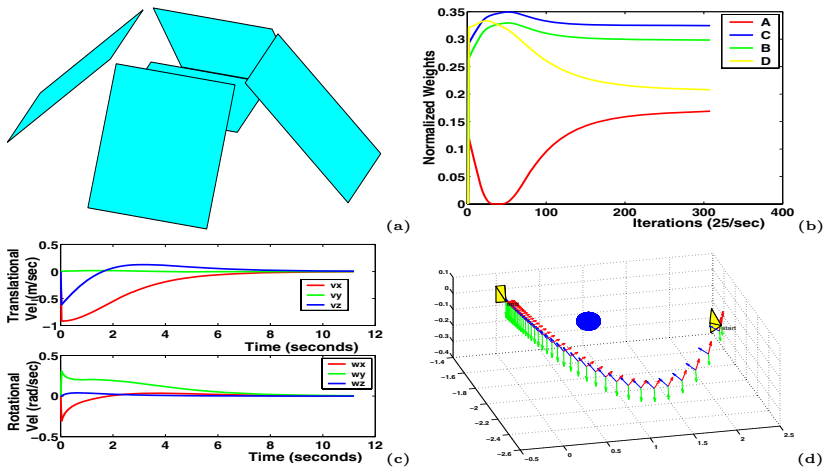 (a)
Normalized Weights
0.4
0.35
0.3
0.25
0.2
0.15
0.1
0.05
0
0 100 200 300 400
Iterations (25/sec)
A
C
B
D
(b)
Translational
Vel (m/sec)
0.5
0
-0.5
-1
0 2 4 6 8 10 12
Time (seconds)
vx
vy
vz
Rotational
Vel (rad/sec)
0.5
0
-0.5
0 2 4 6 8 10 12
Time (seconds)
wx
wy
wz
(c)
0.1
0
-0.1
-0.2
-0.3
-0.4
-1.4
-1.6
-1.8
-2
-2.2
-2.4
-2.6
-0.5 0 0.5 1 1.5 2 2.5
start
(d)